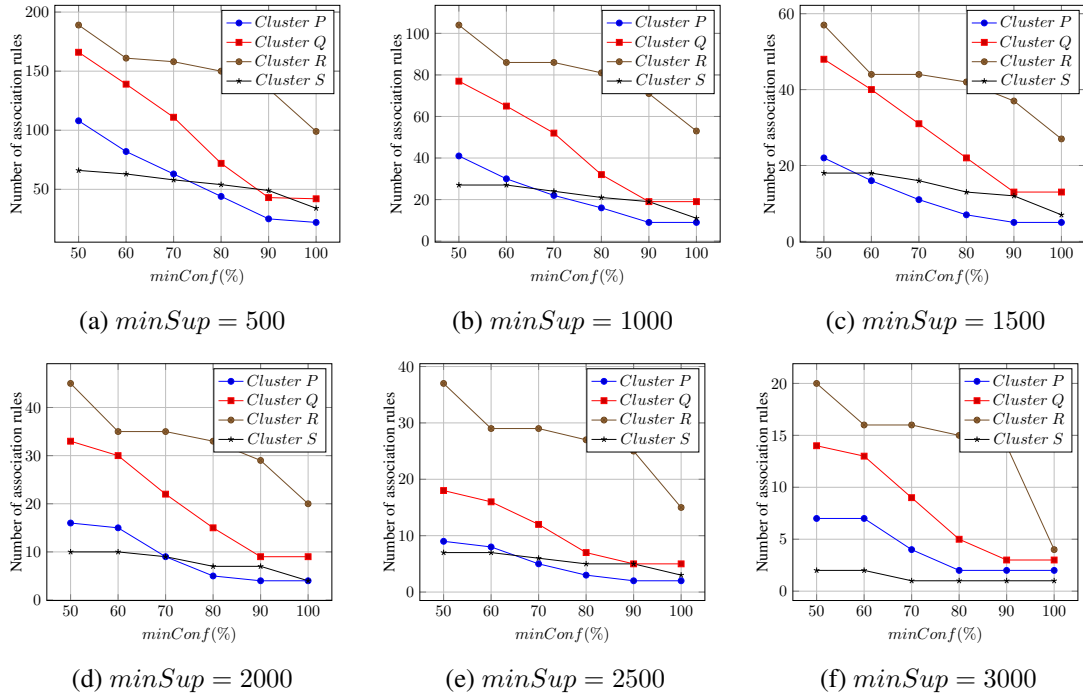 200
150
100
50
50 60 70 80 90 100
Number of association rules
minConf(%)
Cluster P
Cluster Q
Cluster R
Cluster S
(a) minSup = 500
100
80
60
40
20
0
50 60 70 80 90 100
Number of association rules
minConf(%)
Cluster P
Cluster Q
Cluster R
Cluster S
(b) minSup = 1000
60
40
20
0
50 60 70 80 90 100
Number of association rules
minConf(%)
Cluster P
Cluster Q
Cluster R
Cluster S
(c) minSup = 1500
40
30
20
10
0
50 60 70 80 90 100
Number of association rules
minConf(%)
Cluster P
Cluster Q
Cluster R
Cluster S
(d) minSup = 2000
40
30
20
10
0
50 60 70 80 90 100
Number of association rules
minConf(%)
Cluster P
Cluster Q
Cluster R
Cluster S
(e) minSup = 2500
20
15
10
5
0
50 60 70 80 90 100
Number of association rules
minConf(%)
Cluster P
Cluster Q
Cluster R
Cluster S
(f) minSup = 3000